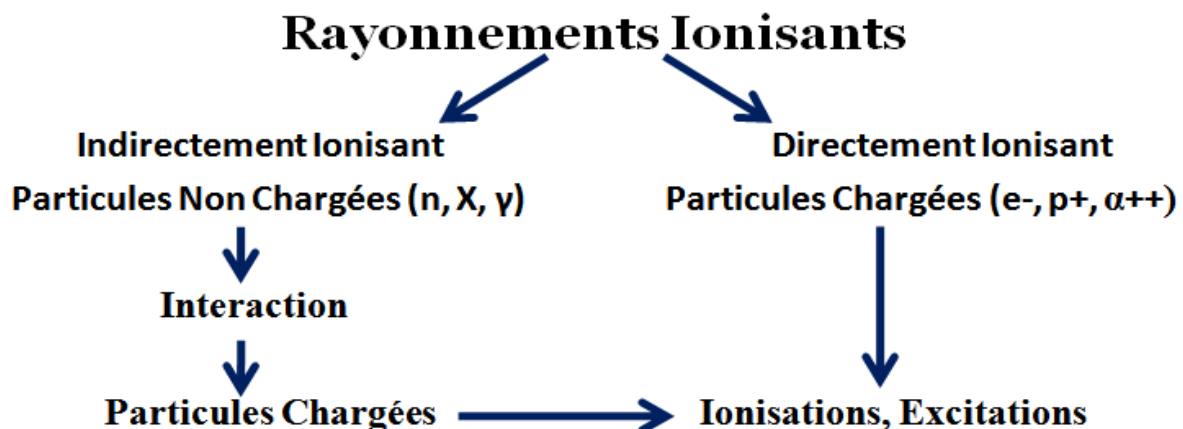 Rayonnements Ionisants
Indirectement Ionisant
Particules Non Chargées (n, X, γ)
Directement Ionisant
Particules Chargées (e-, p+, α++)
Interaction
Particules Chargées
Ionisations, Excitations